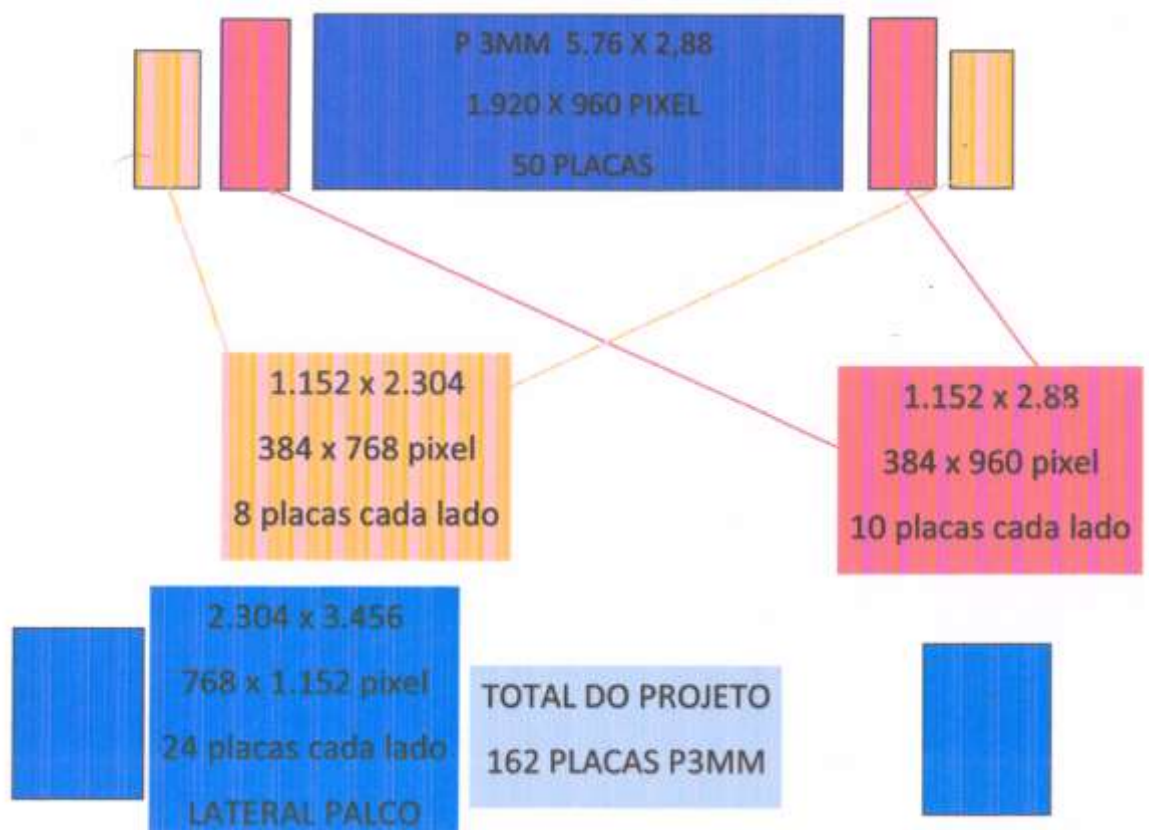 P 3MM 5.76 X 2,88
1.920 X 960 PIXEL
50 PLACAS
1.152 x 2.304
384 x 768 pixel
8 placas cada lado
1.152 x 2.88
384 x 960 pixel
10 placas cada lado
2.304 x 3.456
768 x 1.152 pixel
24 placas cada lado
LATERAL PALCO
TOTAL DO PROJETO
162 PLACAS P3MM